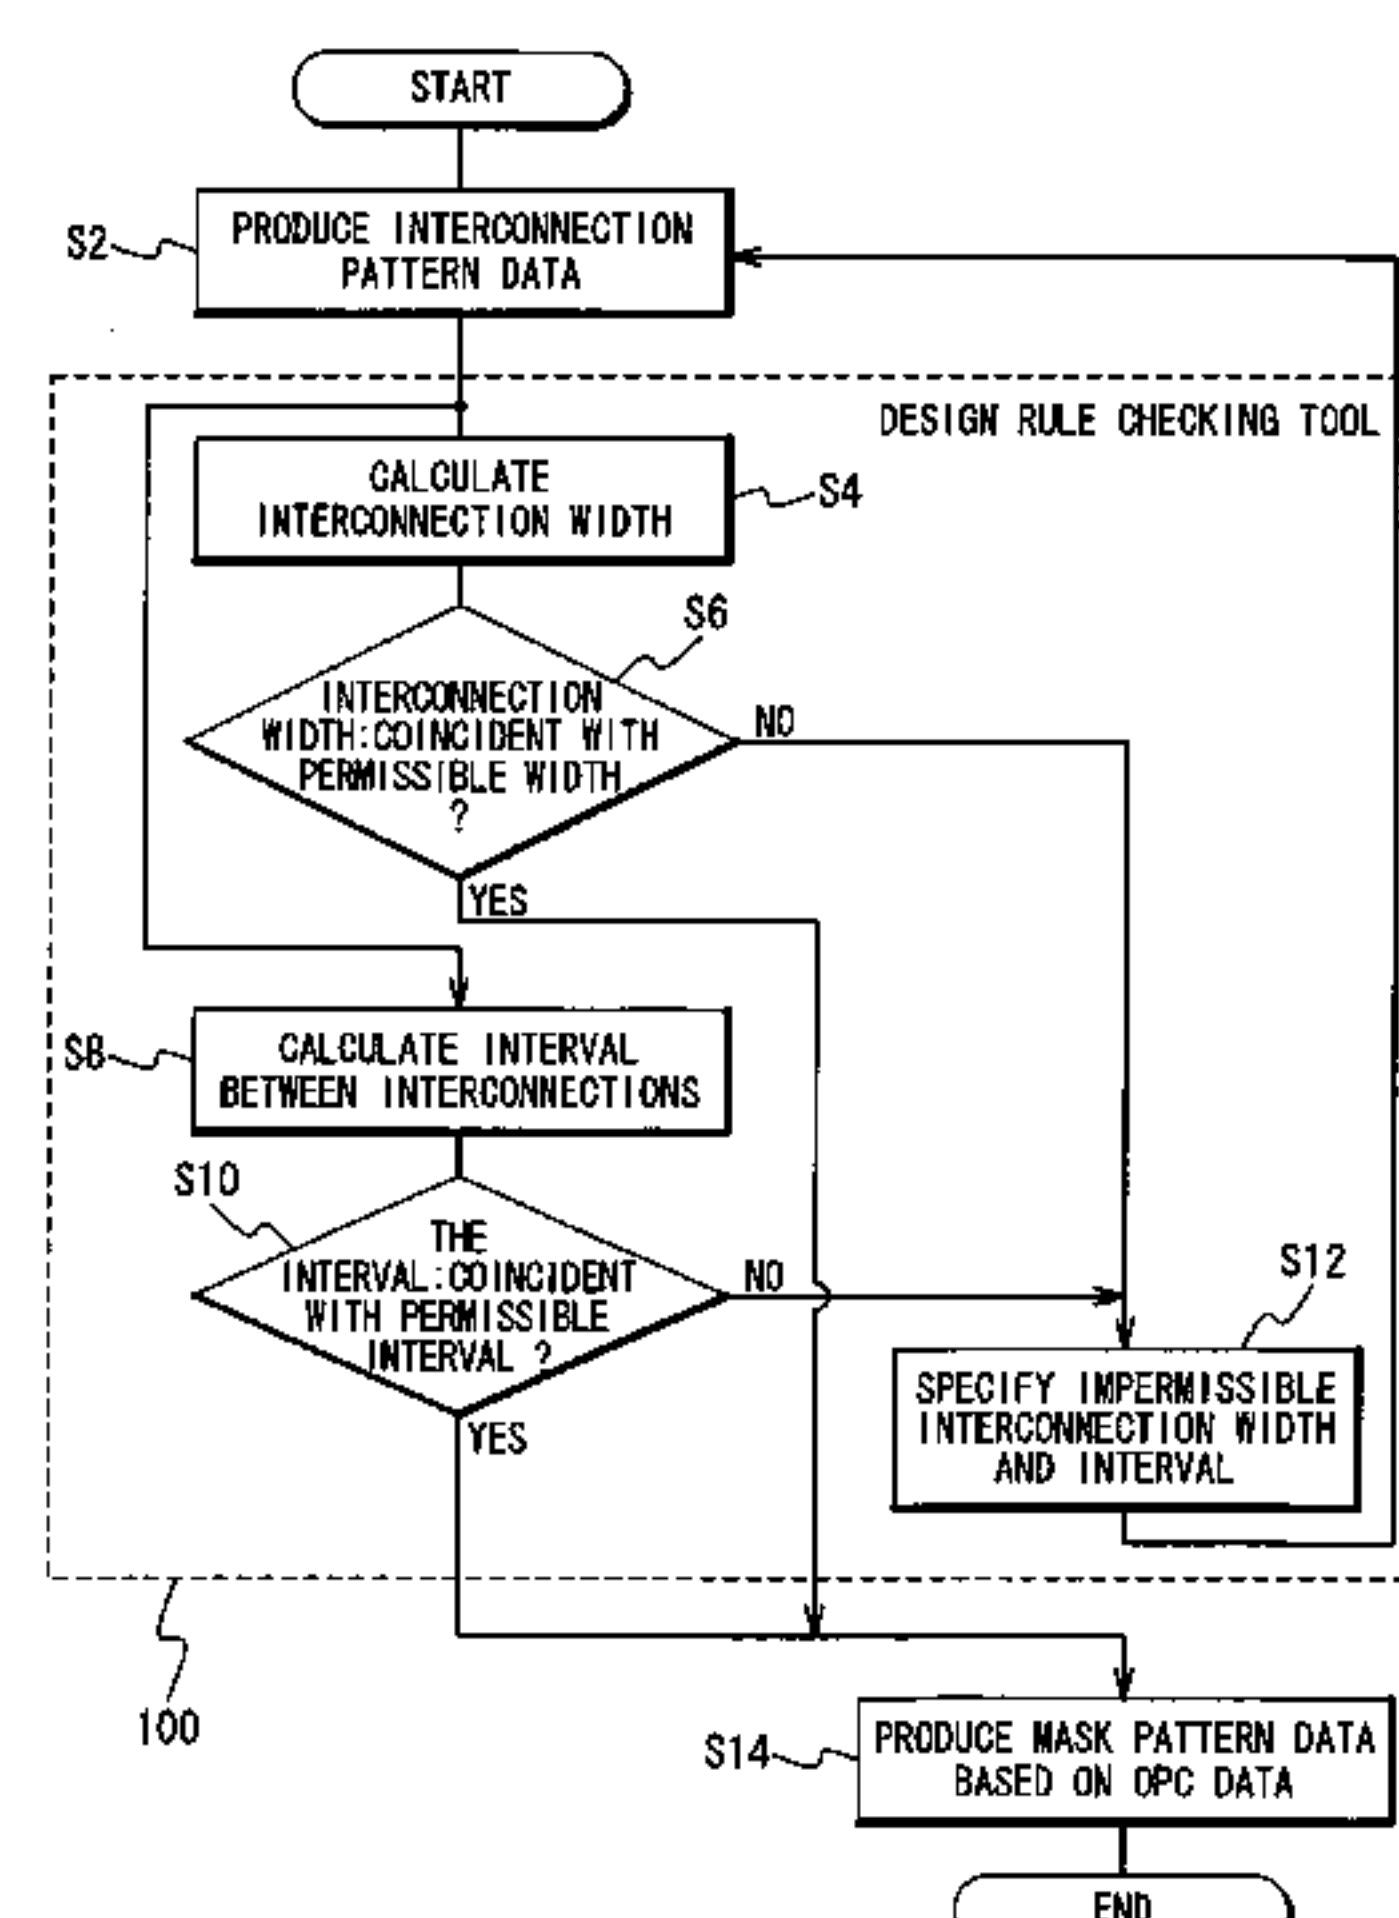 START
S2
PRODUCE INTERCONNECTION
PATTERN DATA
DESIGN RULE CHECKING TOOL
CALCULATE
INTERCONNECTION WIDTH
S4
S6
INTERCONNECTION
WIDTH:COINCIDENT WITH
PERMISSIBLE WIDTH
?
NO
YES
S8
CALCULATE INTERVAL
BETWEEN INTERCONNECTIONS
S10
THE
INTERVAL:COINCIDENT
WITH PERMISSIBLE
INTERVAL ?
NO
YES
S12
SPECIFY IMPERMISSIBLE
INTERCONNECTION WIDTH
AND INTERVAL
100
S14
PRODUCE MASK PATTERN DATA
BASED ON OPC DATA
END